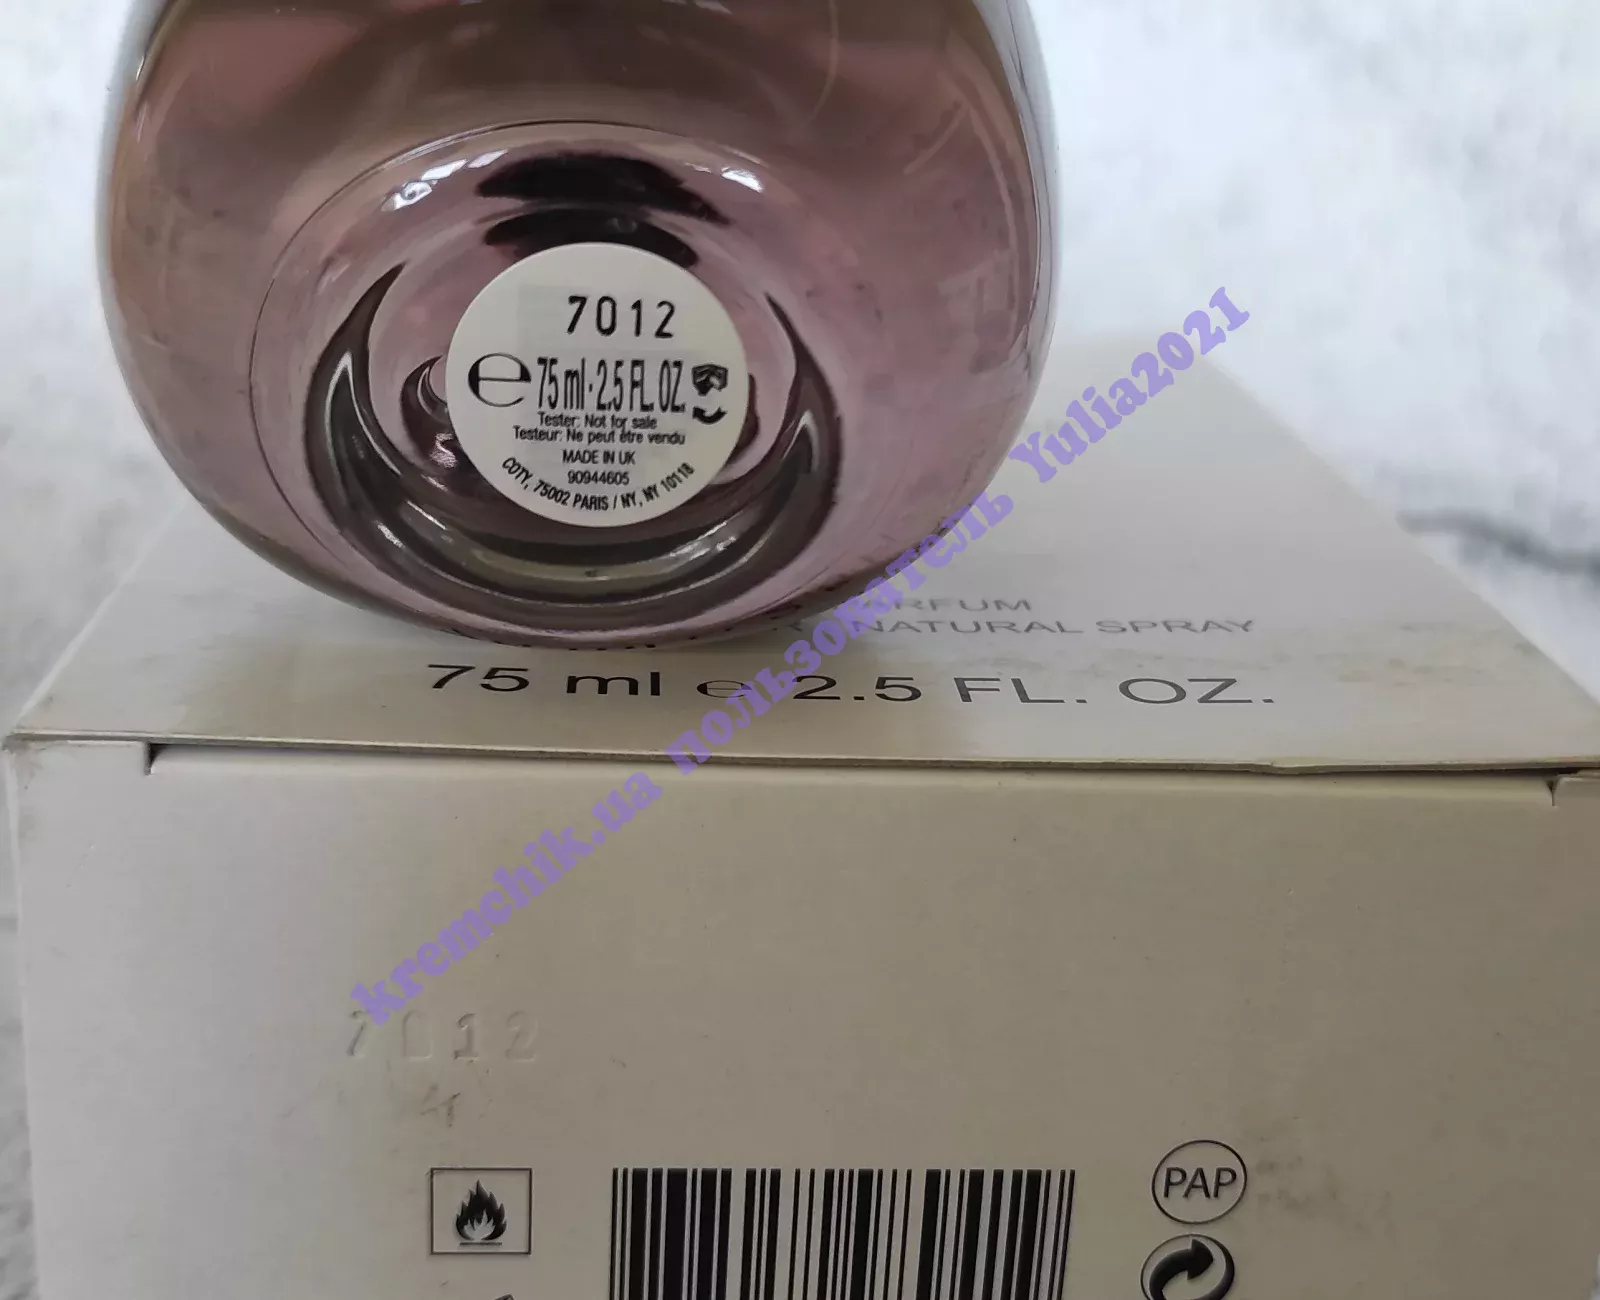 7012
e 75 ml·2.5 FL. OZ.
Tester: Not for sale
Testeur: Ne peut être vendu
MADE IN UK
90944605
COTY, 75002 PARIS / NY, NY 10118
NATURAL SPRAY
75 ml e 2.5 FL. OZ.
kremchik.ua пользователь Yulia2021
7012
PAP